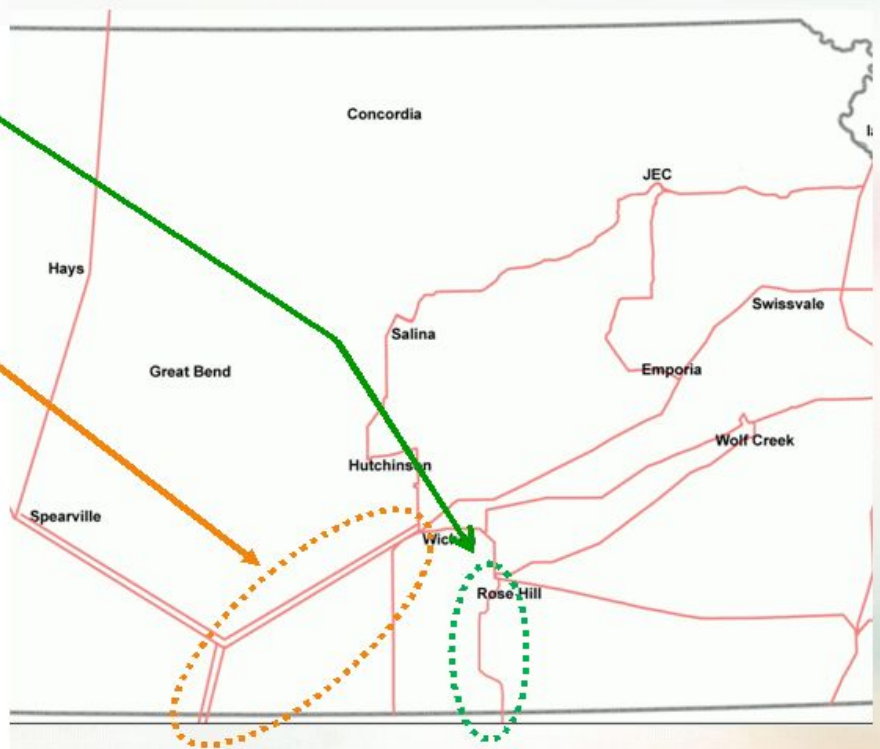 Concordia
JEC
Hays
Swissvale
Salina
Great Bend
Emporia
Wolf Creek
Hutchinson
Spearville
Rose Hill